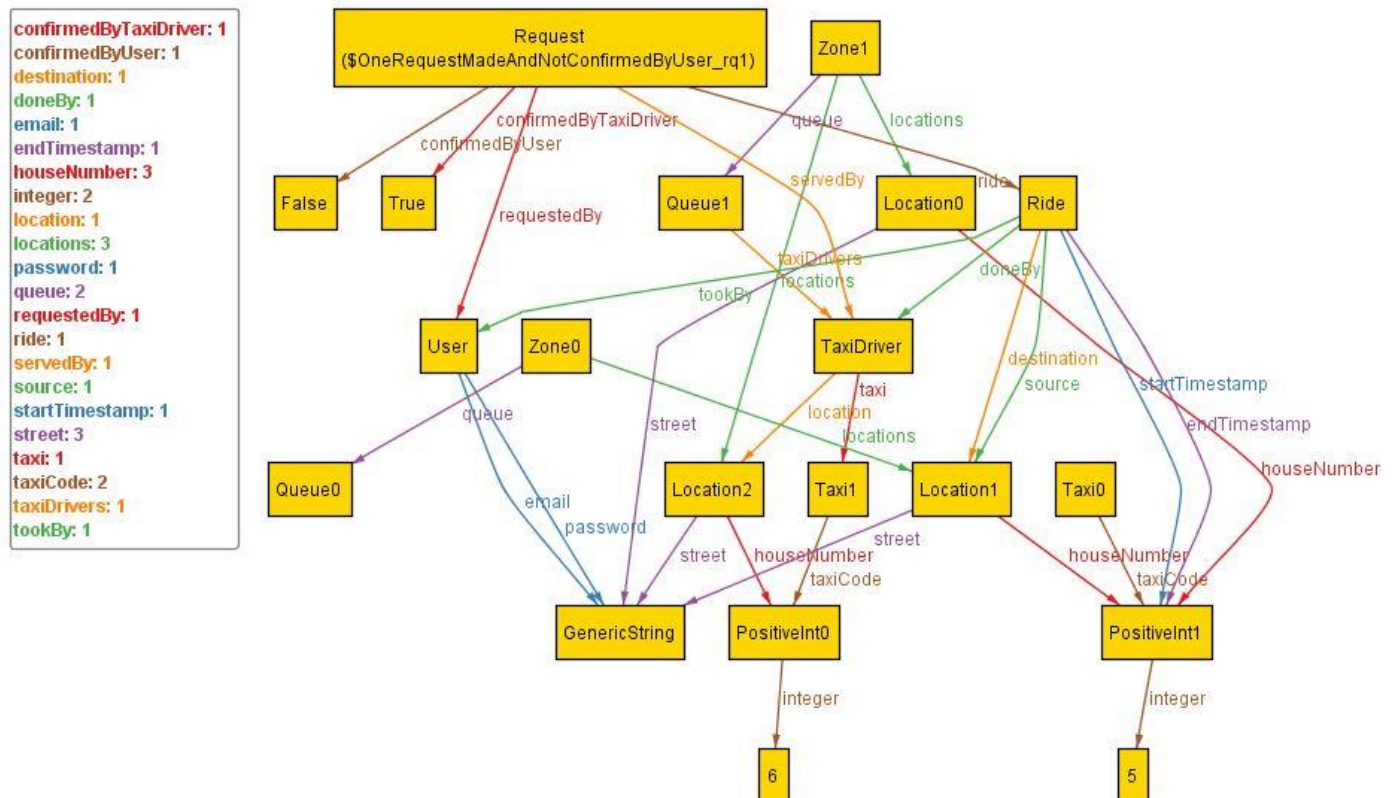 confirmedByTaxiDriver: 1
confirmedByUser: 1
destination: 1
doneBy: 1
email: 1
endTimestamp: 1
houseNumber: 3
integer: 2
location: 1
locations: 3
password: 1
queue: 2
requestedBy: 1
ride: 1
servedBy: 1
source: 1
startTimestamp: 1
street: 3
taxi: 1
taxiCode: 2
taxiDrivers: 1
tookBy: 1
Request
($OneRequestMadeAndNotConfirmedByUser_rq1)
Zone1
confirmedByTaxiDriver
queue
locations
confirmedByUser
servedBy
ride
False
True
Queue1
Location0
Ride
requestedBy
taxiDrivers
doneBy
locations
tookBy
User
Zone0
TaxiDriver
destination
source
startTimestamp
taxi
location
queue
street
endTimestamp
locations
houseNumber
Queue0
Location2
Taxi1
Location1
Taxi0
email
password
street
houseNumber
street
houseNumber
taxiCode
taxiCode
GenericString
PositiveInt0
PositiveInt1
integer
integer
6
5